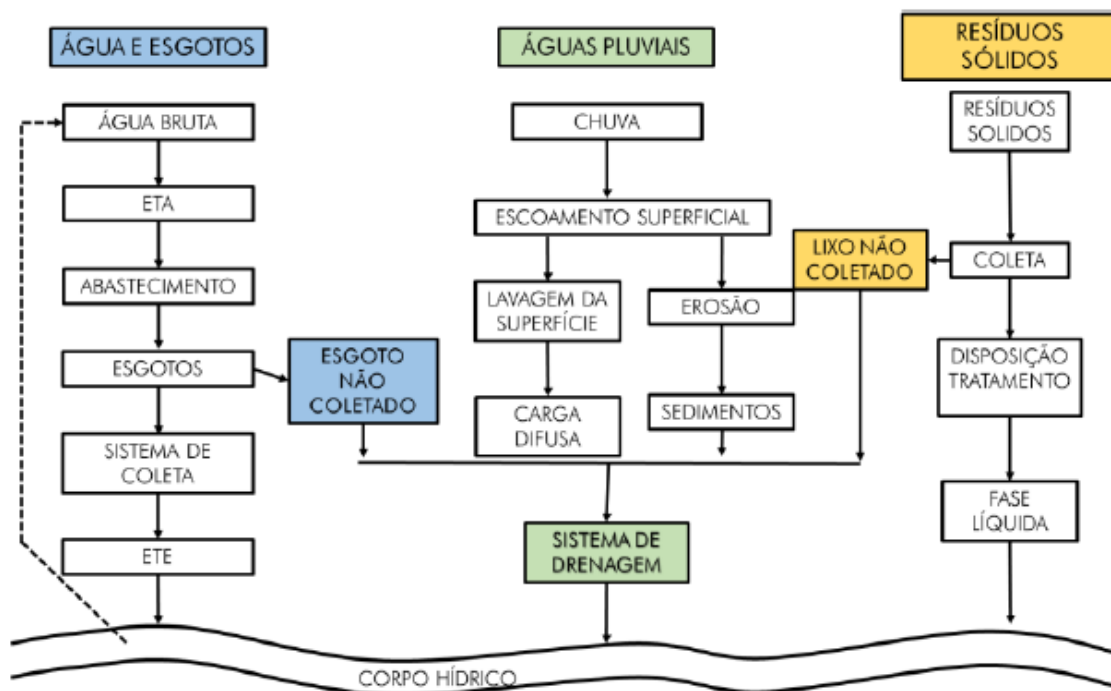 ÁGUA E ESGOTOS
ÁGUA BRUTA
ETA
ABASTECIMENTO
ESGOTOS
SISTEMA DE
COLETA
ETE
ESGOTO
NÃO
COLETADO
ÁGUAS PLUVIAIS
CHUVA
ESCOAMENTO SUPERFICIAL
LAVAGEM DA
SUPERFÍCIE
CARGA
DIFUSA
EROSÃO
SEDIMENTOS
SISTEMA DE
DRENAGEM
RESÍDUOS
SÓLIDOS
RESÍDUOS
SOLIDOS
COLETA
LIXO NÃO
COLETADO
DISPOSIÇÃO
TRATAMENTO
FASE
LÍQUIDA
CORPO HÍDRICO